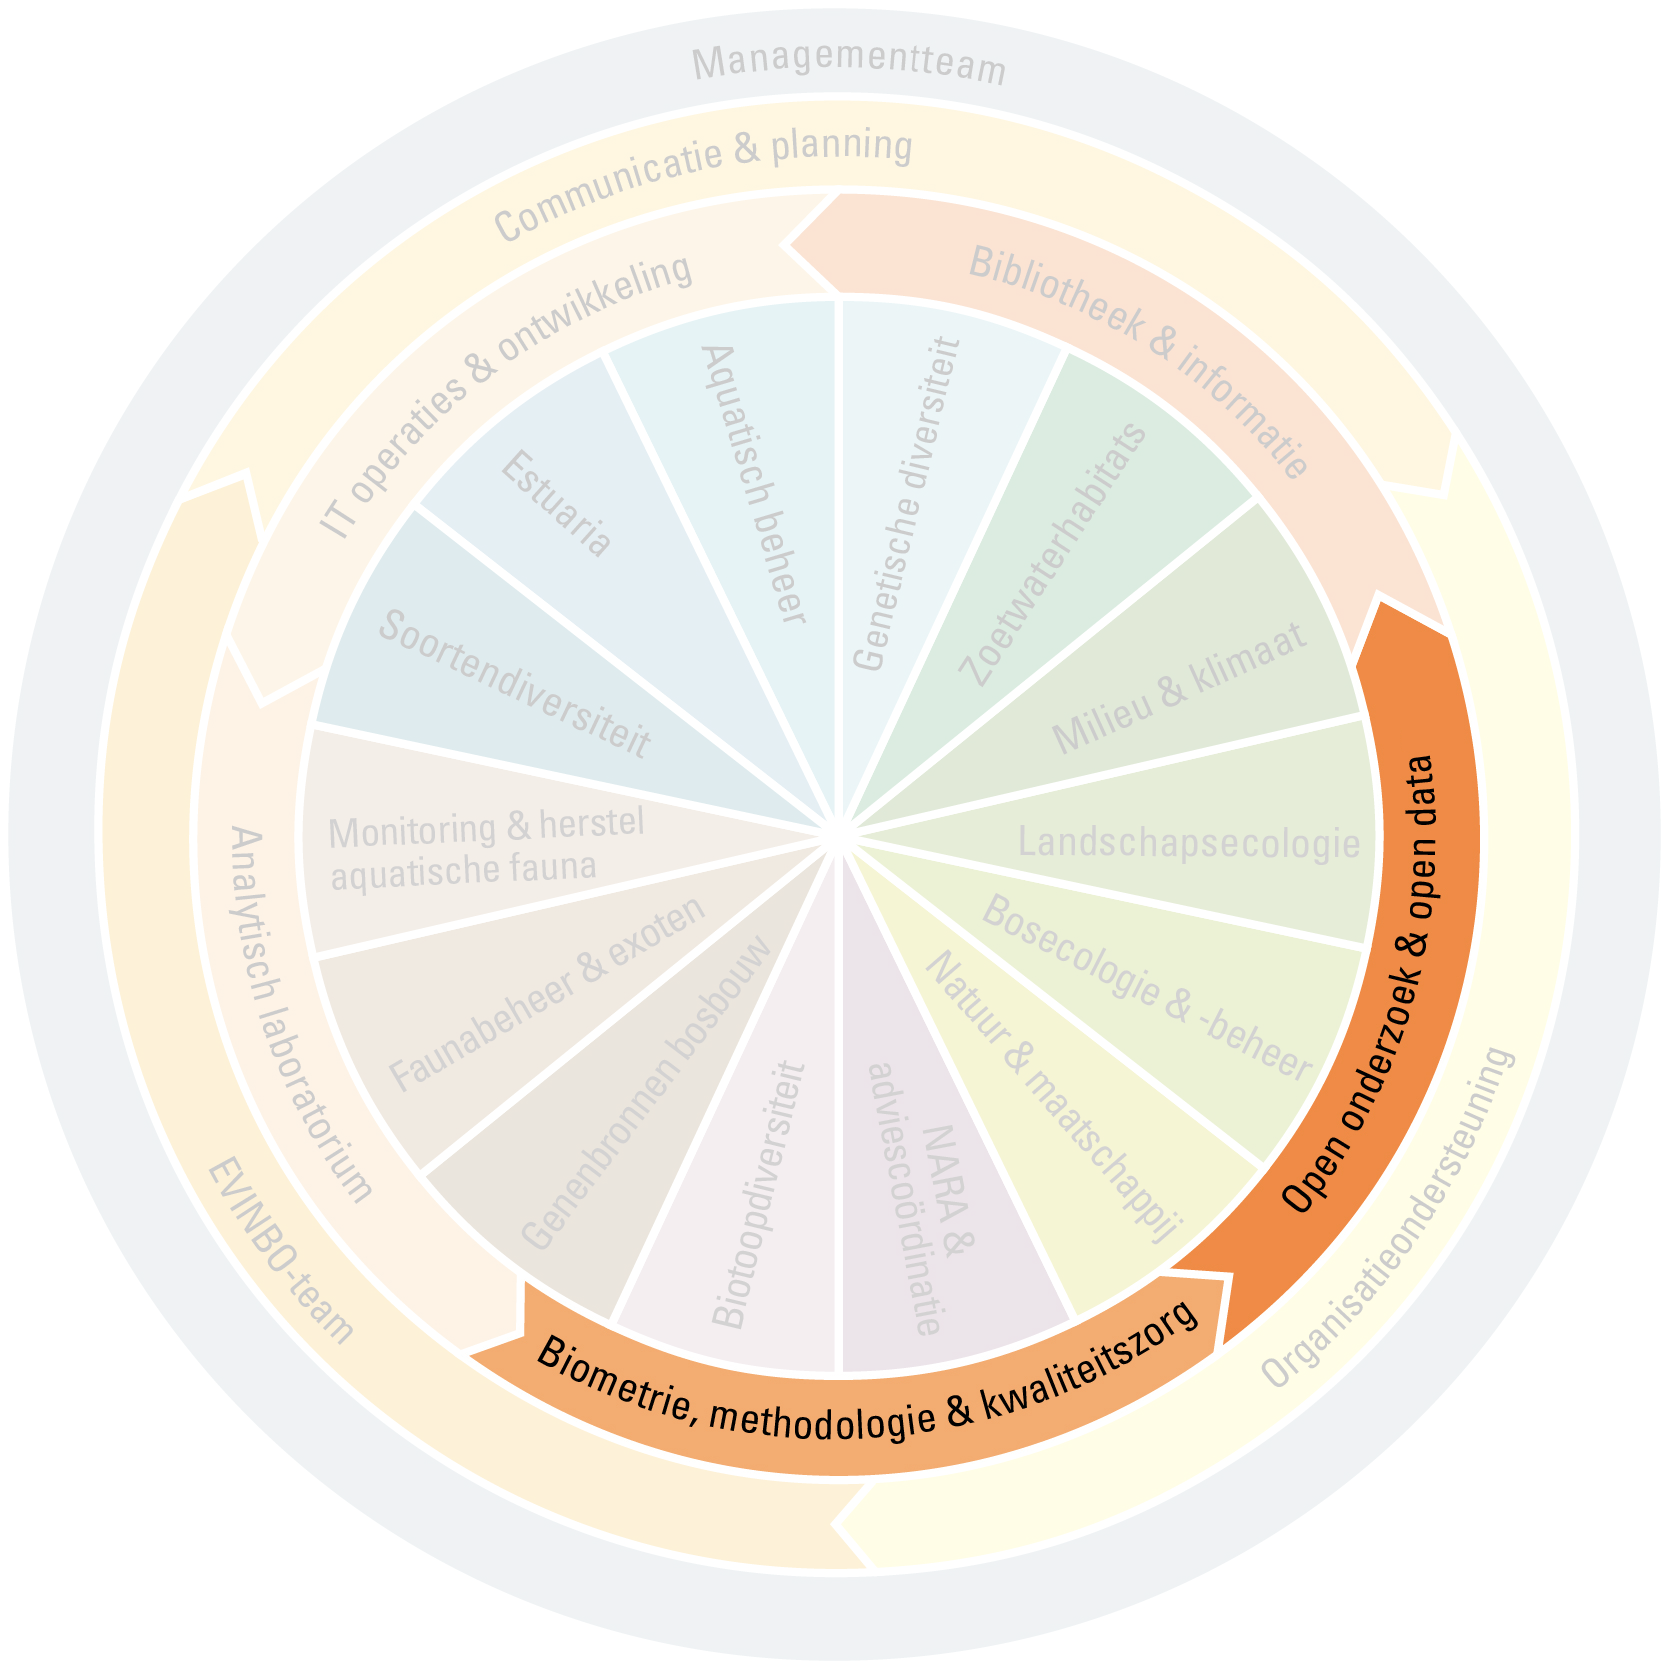 Managementteam
Communicatie & planning
Organisatieondersteuning
EVINBO-team
IT operaties & ontwikkeling
Bibliotheek & informatie
Open onderzoek & open data
Biometrie, methodologie & kwaliteitszorg
Analytisch laboratorium
Genetische diversiteit
Zoetwaterhabitats
Milieu & klimaat
Landschapsecologie
Bosecologie & -beheer
Natuur & maatschappij
NARA &
adviescoördinatie
Biotoopdiversiteit
Genenbronnen bosbouw
Faunabeheer & exoten
Monitoring & herstel
aquatische fauna
Soortendiversiteit
Estuaria
Aquatisch beheer